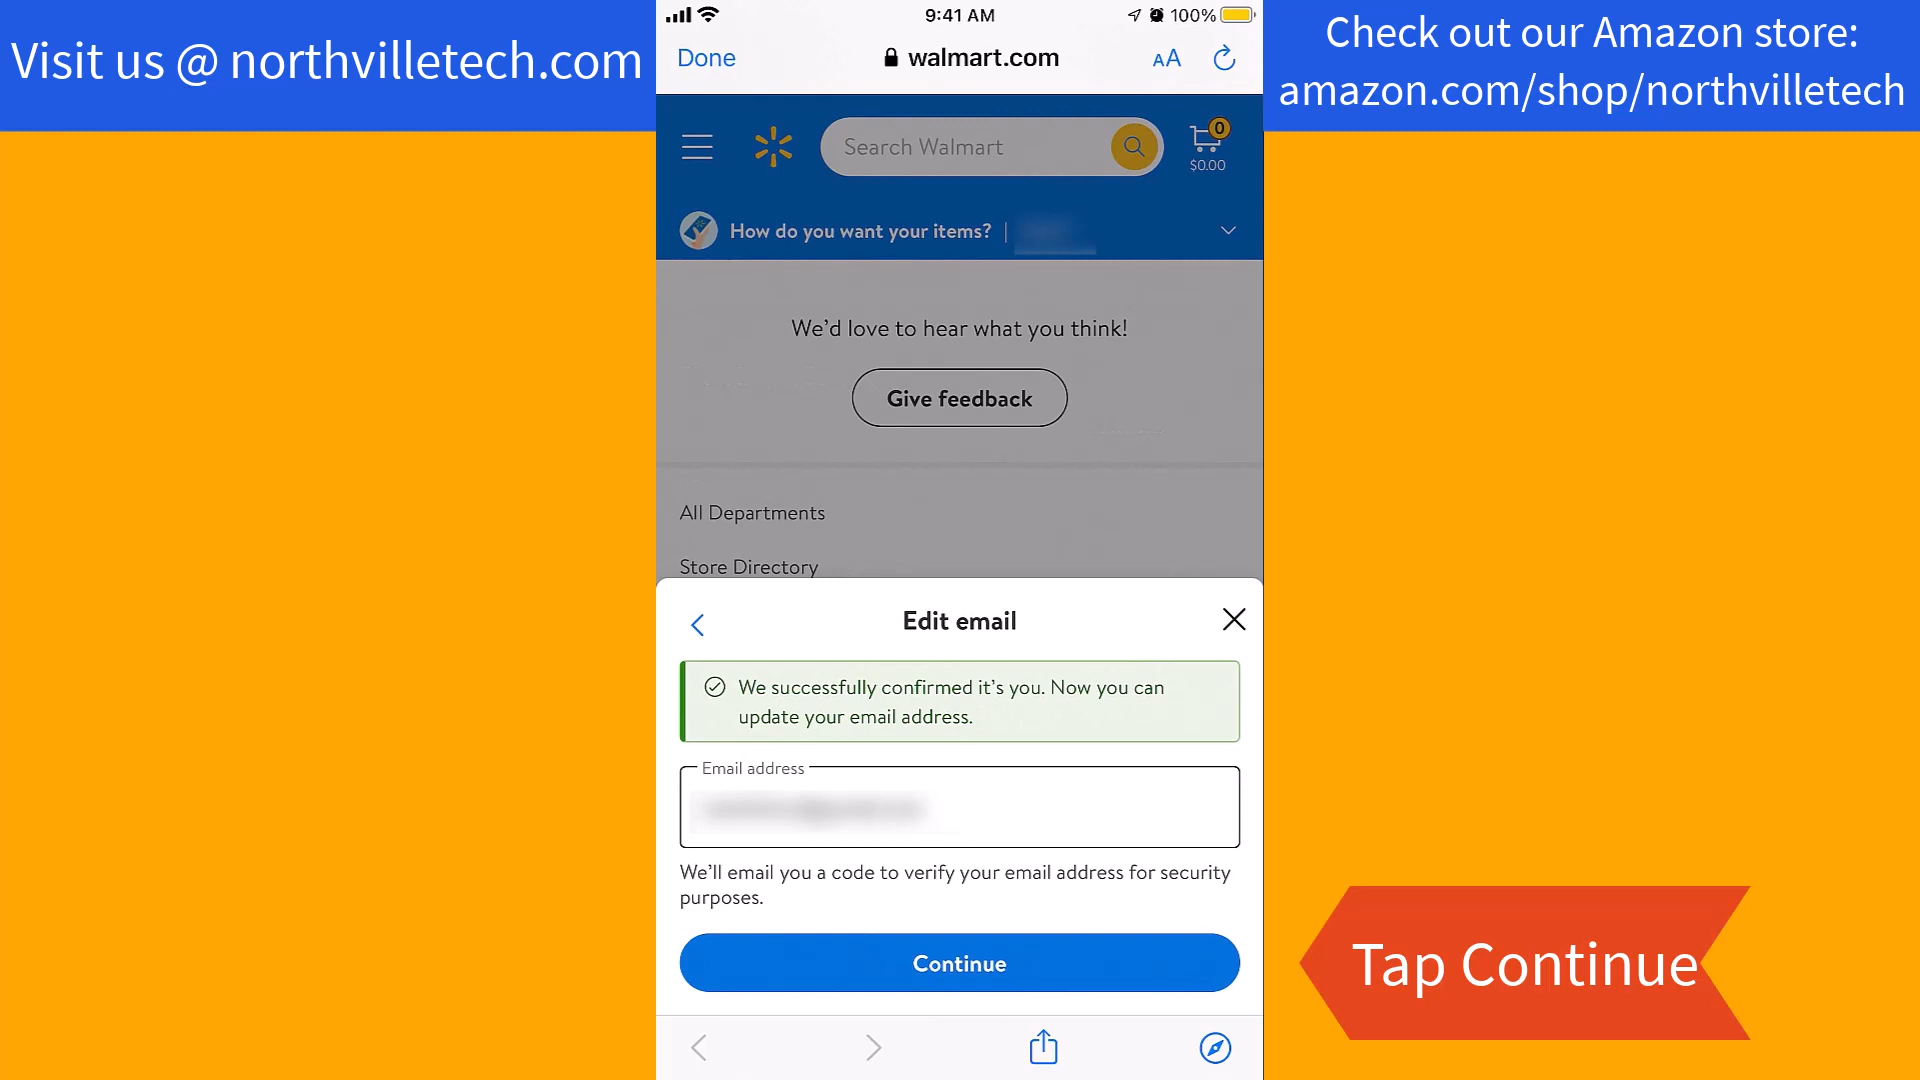 Visit us @ northvilletech.com
9:41 AM
100%
Done
walmart.com
AA
Check out our Amazon store:
amazon.com/shop/northvilletech
Search Walmart
0
$0.00
How do you want your items? |
We’d love to hear what you think!
Give feedback
All Departments
Store Directory
Edit email
We successfully confirmed it’s you. Now you can
update your email address.
Email address
We’ll email you a code to verify your email address for security
purposes.
Continue
Tap Continue